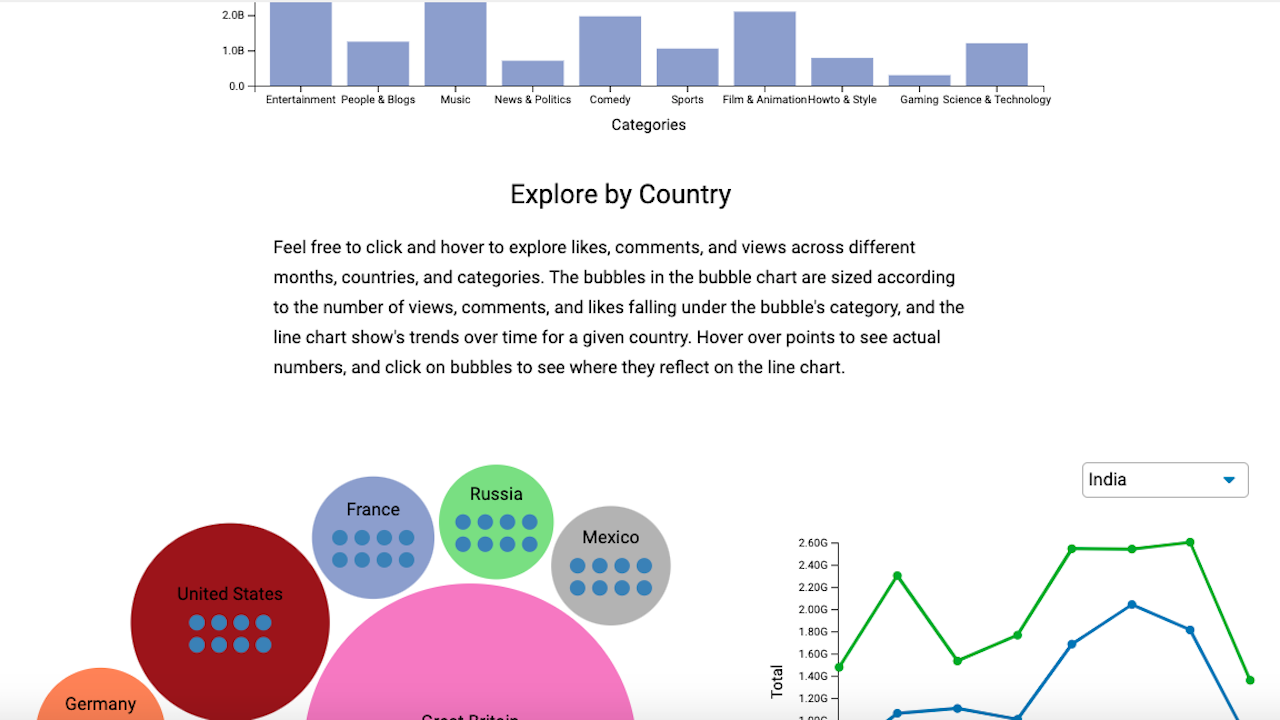 2.0B
1.0B
0.0
Entertainment People & Blogs Music News & Politics Comedy Sports Film & Animation Howto & Style Gaming Science & Technology
Categories
Explore by Country
Feel free to click and hover to explore likes, comments, and views across different
months, countries, and categories. The bubbles in the bubble chart are sized according
to the number of views, comments, and likes falling under the bubble's category, and the
line chart show's trends over time for a given country. Hover over points to see actual
numbers, and click on bubbles to see where they reflect on the line chart.
France
Russia
Mexico
United States
Germany
Great Britain
India
2.60G
2.40G
2.20G
2.00G
1.80G
1.60G
1.40G
1.20G
1.00G
Total